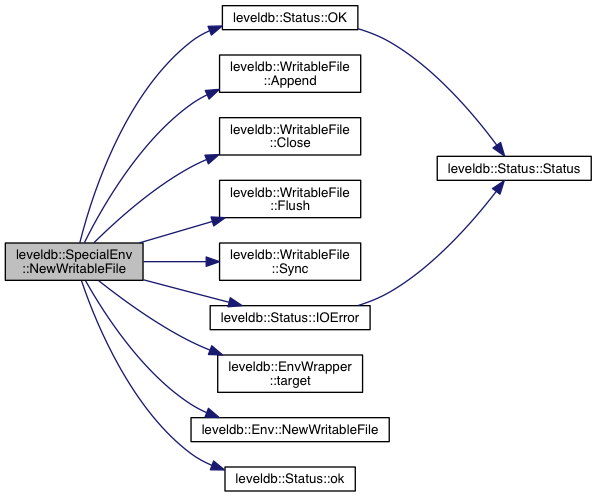 leveldb::Status::OK
leveldb::WritableFile
::Append
leveldb::WritableFile
::Close
leveldb::WritableFile
::Flush
leveldb::SpecialEnv
::NewWritableFile
leveldb::WritableFile
::Sync
leveldb::Status::IOError
leveldb::EnvWrapper
::target
leveldb::Env::NewWritableFile
leveldb::Status::ok
leveldb::Status::Status